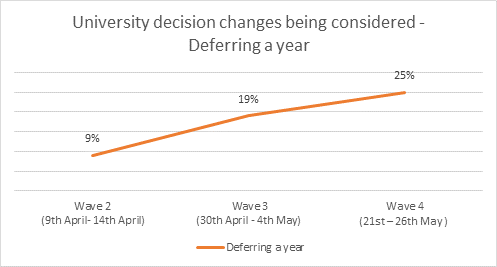 University decision changes being considered -
Deferring a year
9%
19%
25%
Wave 2
(9th April- 14th April)
Wave 3
(30th April - 4th May)
Wave 4
(21st – 26th May )
Deferring a year